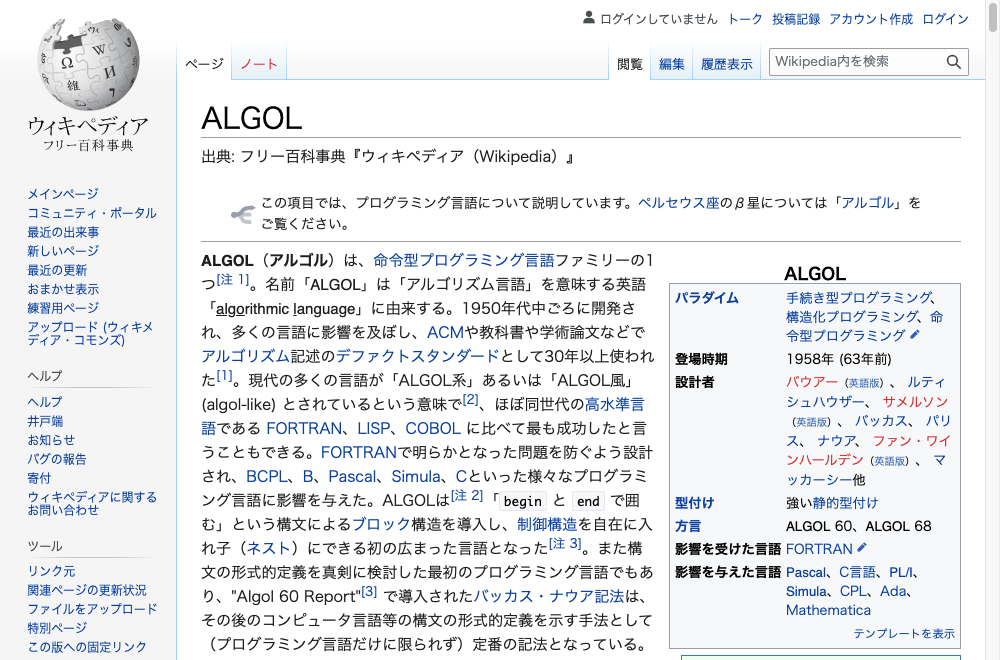 ログインしていません トーク 投稿記録 アカウント作成 ログイン
ページ ノート 閲覧 編集 履歴表示 Wikipedia内を検索
ウィキペディア
フリー百科事典
メインページ
コミュニティ・ポータル
最近の出来事
新しいページ
最近の更新
おまかせ表示
練習用ページ
アップロード (ウィキメ
ディア・コモンズ)
ヘルプ
ヘルプ
井戸端
お知らせ
バグの報告
寄付
ウィキペディアに関する
お問い合わせ
ツール
リンク元
関連ページの更新状況
ファイルをアップロード
特別ページ
この版への固定リンク
ALGOL
出典: フリー百科事典『ウィキペディア（Wikipedia）』
この項目では、プログラミング言語について説明しています。ペルセウス座のβ星については「アルゴル」を
ご覧ください。
ALGOL（アルゴル）は、命令型プログラミング言語ファミリーの1
つ[注 1]。名前「ALGOL」は「アルゴリズム言語」を意味する英語
「algorithmic language」に由来する。1950年代中ごろに開発さ
れ、多くの言語に影響を及ぼし、ACMや教科書や学術論文などで
アルゴリズム記述のデファクトスタンダードとして30年以上使われ
た[1]。現代の多くの言語が「ALGOL系」あるいは「ALGOL風」
(algol-like) とされているという意味で[2]、ほぼ同世代の高水準言
語である FORTRAN、LISP、COBOL に比べて最も成功したと言
うこともできる。FORTRANで明らかとなった問題を防ぐよう設計
され、BCPL、B、Pascal、Simula、Cといった様々なプログラミ
ング言語に影響を与えた。ALGOLは[注 2]「begin と end で囲
む」という構文によるブロック構造を導入し、制御構造を自在に入
れ子（ネスト）にできる初の広まった言語となった[注 3]。また構
文の形式的定義を真剣に検討した最初のプログラミング言語でもあ
り、"Algol 60 Report"[3] で導入されたバッカス・ナウア記法は、
その後のコンピュータ言語等の構文の形式的定義を示す手法として
（プログラミング言語だけに限られず）定番の記法となっている。
ALGOL
パラダイム 手続き型プログラミング、
構造化プログラミング、命
令型プログラミング
登場時期 1958年 (63年前)
設計者 バウアー（英語版）、 ルティ
シュハウザー、 サメルソン
（英語版）、 バッカス、 パリ
ス、 ナウア、 ファン・ワイ
ンハールデン（英語版）、 マ
ッカーシー他
型付け 強い静的型付け
方言 ALGOL 60、ALGOL 68
影響を受けた言語 FORTRAN
影響を与えた言語 Pascal、C言語、PL/I、
Simula、CPL、Ada、
Mathematica
テンプレートを表示